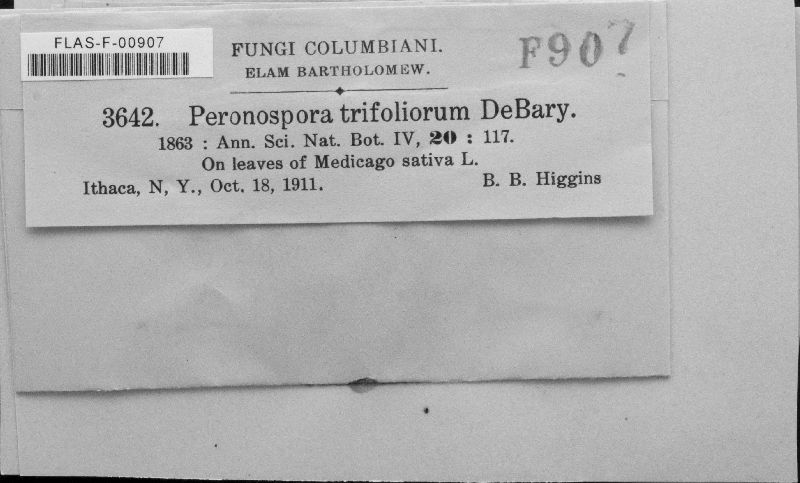 FLAS-F-00907
F907
FUNGI COLUMBIANI.
ELAM BARTHOLOMEW.
3642. Peronospora trifoliorum DeBary.
1863 : Ann. Sci. Nat. Bot. IV, 20 : 117.
On leaves of Medicago sativa L.
Ithaca, N, Y., Oct. 18, 1911. B. B. Higgins